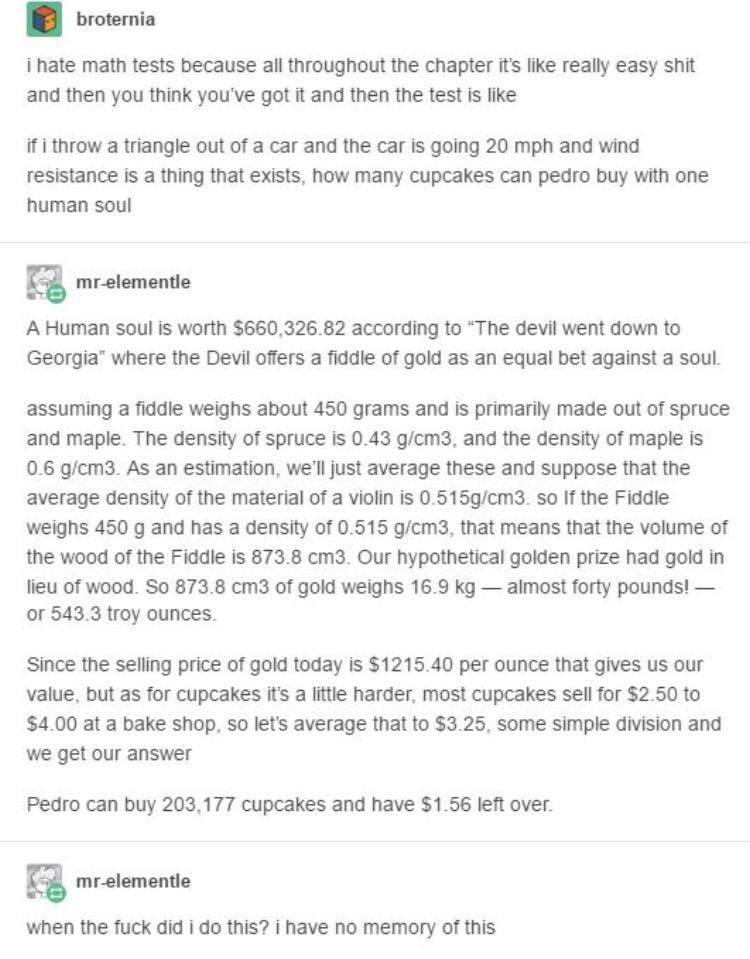 broternia
i hate math tests because all throughout the chapter it's like really easy shit
and then you think you've got it and then the test is like
if i throw a triangle out of a car and the car is going 20 mph and wind
resistance is a thing that exists, how many cupcakes can pedro buy with one
human soul
mr-elementle
A Human soul is worth $660,326.82 according to “The devil went down to
Georgia” where the Devil offers a fiddle of gold as an equal bet against a soul.
assuming a fiddle weighs about 450 grams and is primarily made out of spruce
and maple. The density of spruce is 0.43 g/cm3, and the density of maple is
0.6 g/cm3. As an estimation, we'll just average these and suppose that the
average density of the material of a violin is 0.515g/cm3. so If the Fiddle
weighs 450 g and has a density of 0.515 g/cm3, that means that the volume of
the wood of the Fiddle is 873.8 cm3. Our hypothetical golden prize had gold in
lieu of wood. So 873.8 cm3 of gold weighs 16.9 kg — almost forty pounds! —
or 543.3 troy ounces.
Since the selling price of gold today is $1215.40 per ounce that gives us our
value, but as for cupcakes it's a little harder, most cupcakes sell for $2.50 to
$4.00 at a bake shop, so let's average that to $3.25, some simple division and
we get our answer
Pedro can buy 203,177 cupcakes and have $1.56 left over.
mr-elementle
when the fuck did i do this? i have no memory of this